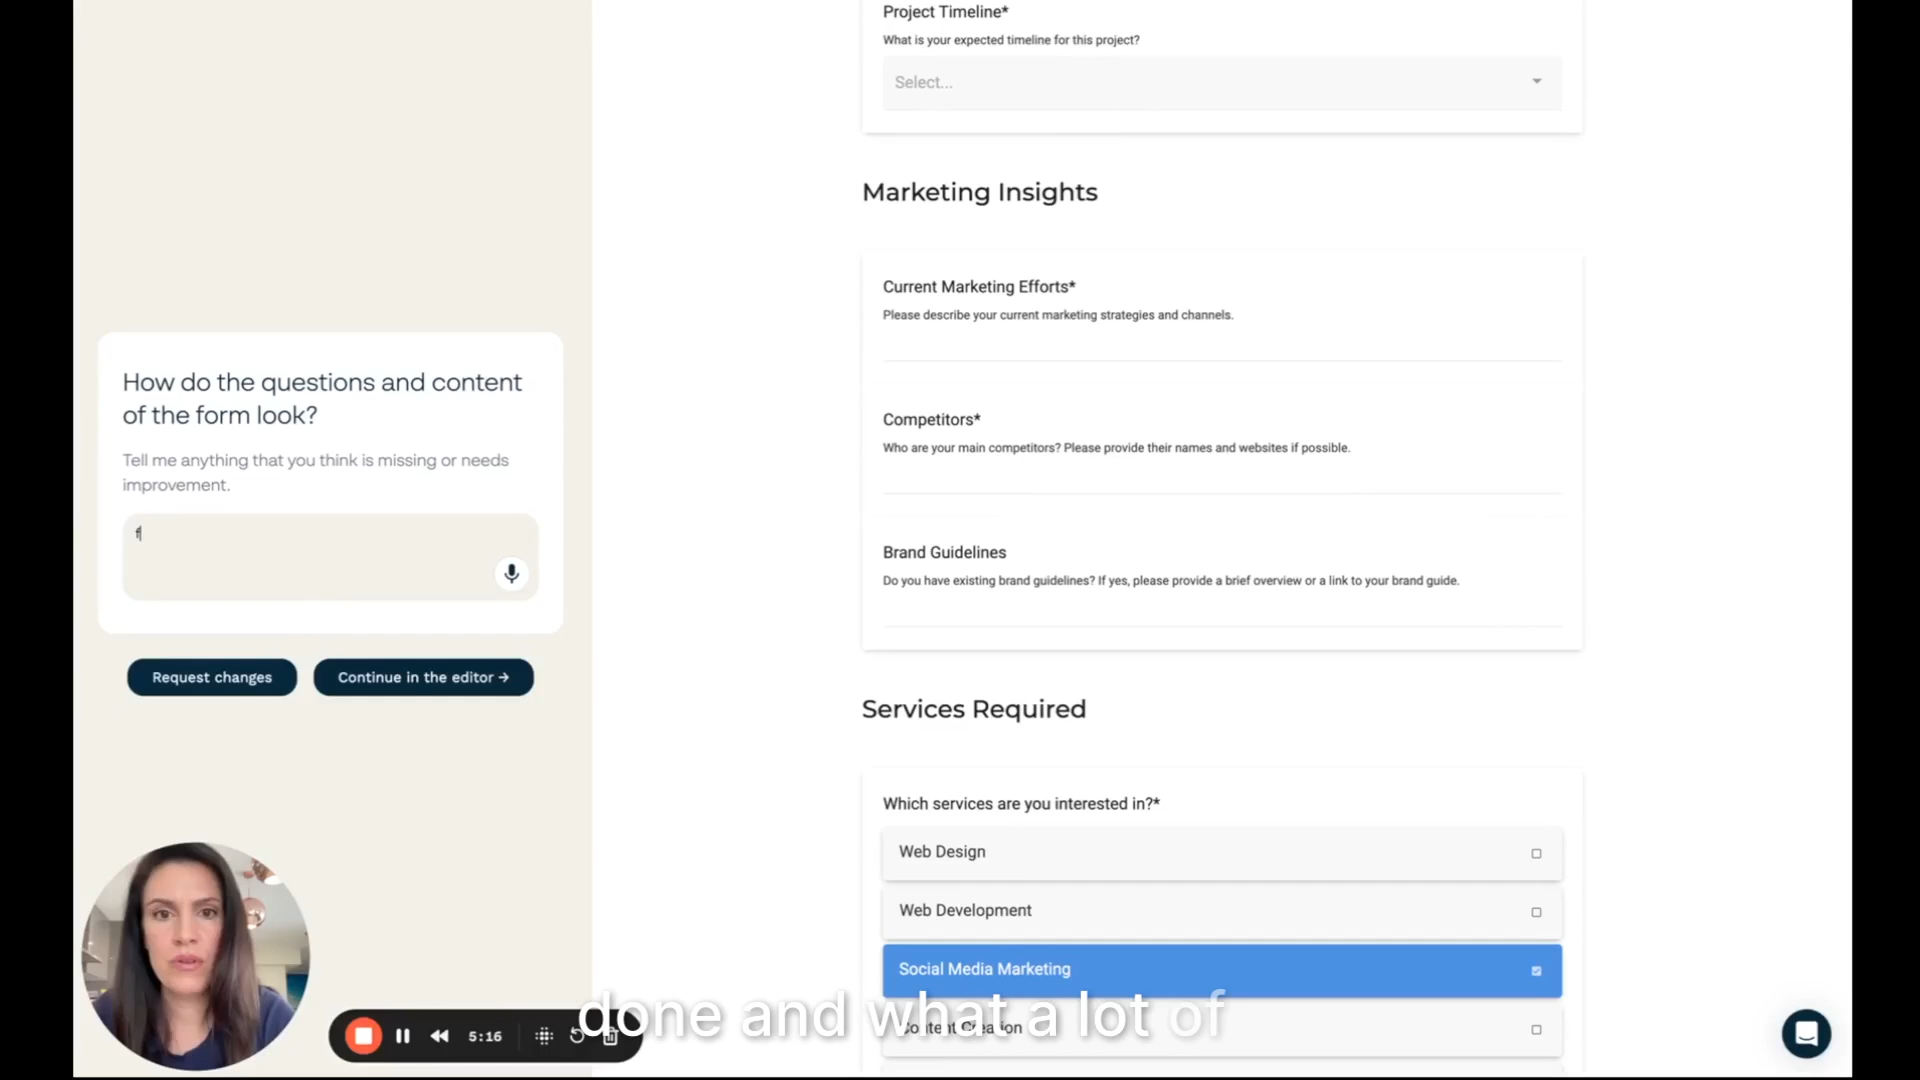 Project Timeline*
What is your expected timeline for this project?
Select...
Marketing Insights
Current Marketing Efforts*
Please describe your current marketing strategies and channels.
Competitors*
Who are your main competitors? Please provide their names and websites if possible.
Brand Guidelines
Do you have existing brand guidelines? If yes, please provide a brief overview or a link to your brand guide.
Services Required
Which services are you interested in?*
Web Design
Web Development
Social Media Marketing
Content Creation
How do the questions and content
of the form look?
Tell me anything that you think is missing or needs
improvement.
f
Request changes
Continue in the editor →
5:16
done and what a lot of